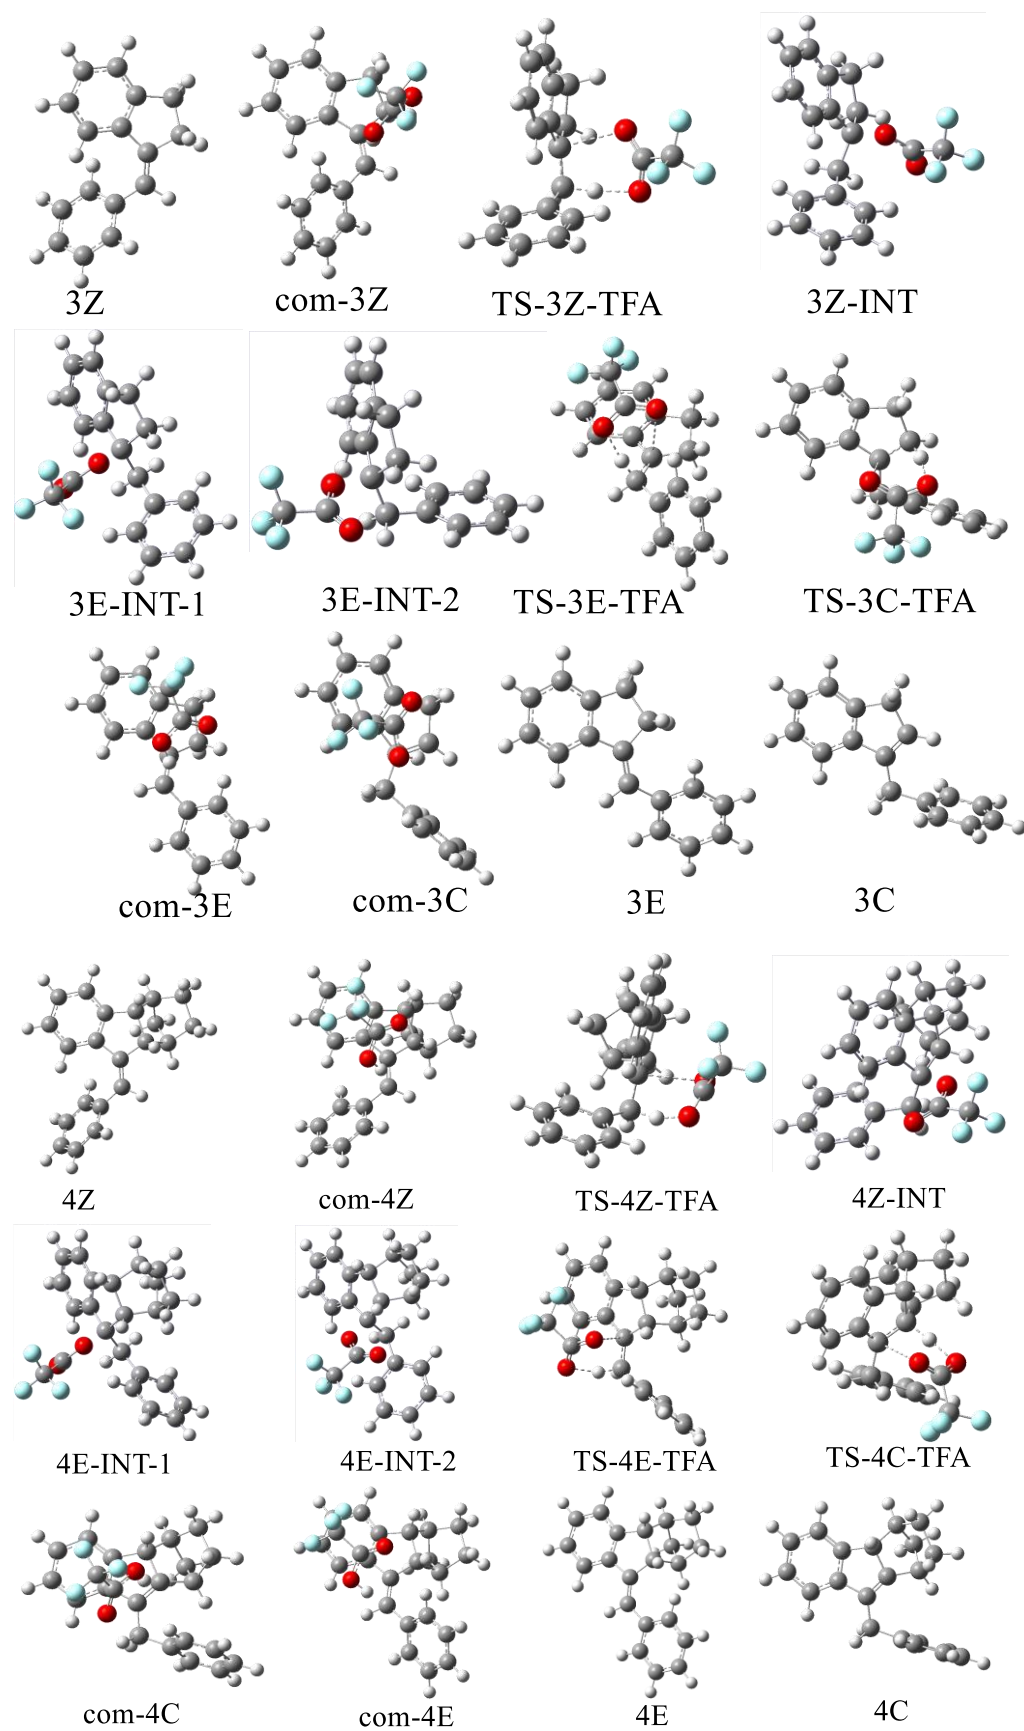 3Z com-3Z TS-3Z-TFA 3Z-INT
3E-INT-1 3E-INT-2 TS-3E-TFA TS-3C-TFA
com-3E com-3C 3E 3C
4Z com-4Z TS-4Z-TFA 4Z-INT
4E-INT-1 4E-INT-2 TS-4E-TFA TS-4C-TFA
com-4C com-4E 4E 4C